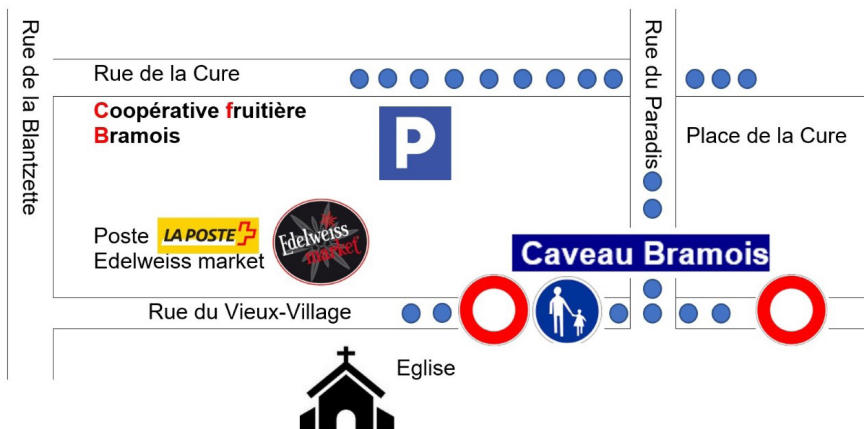 Rue de la Blantzette
Rue de la Cure
Rue du Paradis
Coopérative fruitière
Bramois
P
Place de la Cure
Poste LA POSTE
Edelweiss market
Edelweiss
market
Caveau Bramois
Rue du Vieux-Village
Eglise